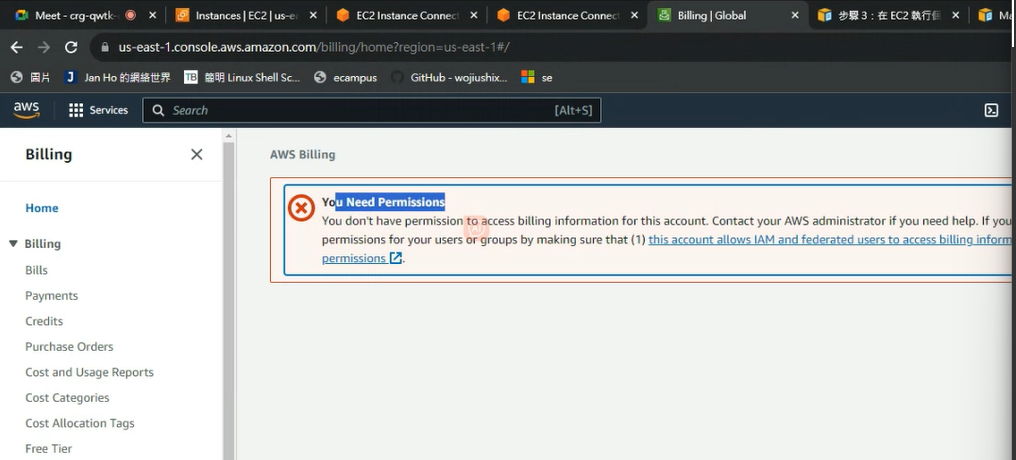 Meet - crg-qwtk-
Instances | EC2 | us-e
EC2 Instance Connect
EC2 Instance Connect
Billing | Global
步驟 3：在 EC2 執行個
Ma
us-east-1.console.aws.amazon.com/billing/home?region=us-east-1#/
圖片
Jan Ho 的網絡世界
TB
簡明 Linux Shell Sc...
ecampus
GitHub - wojiushix...
se
aws
Services
Search
[Alt+S]
Billing
Home
Billing
Bills
Payments
Credits
Purchase Orders
Cost and Usage Reports
Cost Categories
Cost Allocation Tags
Free Tier
AWS Billing
You Need Permissions
You don't have permission to access billing information for this account. Contact your AWS administrator if you need help. If you
permissions for your users or groups by making sure that (1) this account allows IAM and federated users to access billing inform
permissions.